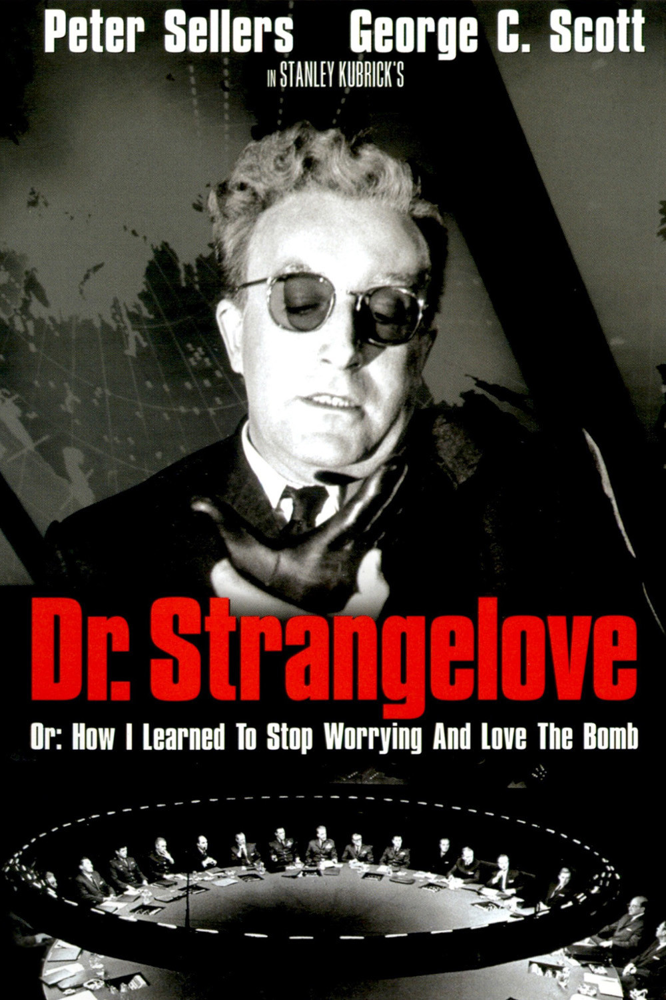 Peter Sellers George C. Scott
IN STANLEY KUBRICK'S
Dr. Strangelove
Or: How I Learned To Stop Worrying And Love The Bomb